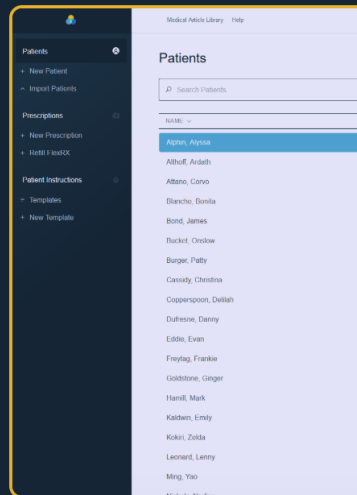 Medical Article Library Help
Patients
+ New Patient
Import Patients
Prescriptions
+ New Prescription
+ Refill FlexRX
Patient Instructions
+ Templates
+ New Template
Patients
Search Patients
NAME
Alphin, Alyssa
Althoff, Ardath
Attano, Corvo
Blanche, Bonita
Bond, James
Bucket, Onslow
Burger, Patty
Cassidy, Christina
Copperspoon, Delilah
Dufresne, Danny
Eddie, Evan
Freytag, Frankie
Goldstone, Ginger
Hamill, Mark
Kaldwin, Emily
Kokiri, Zelda
Leonard, Lenny
Ming, Yao